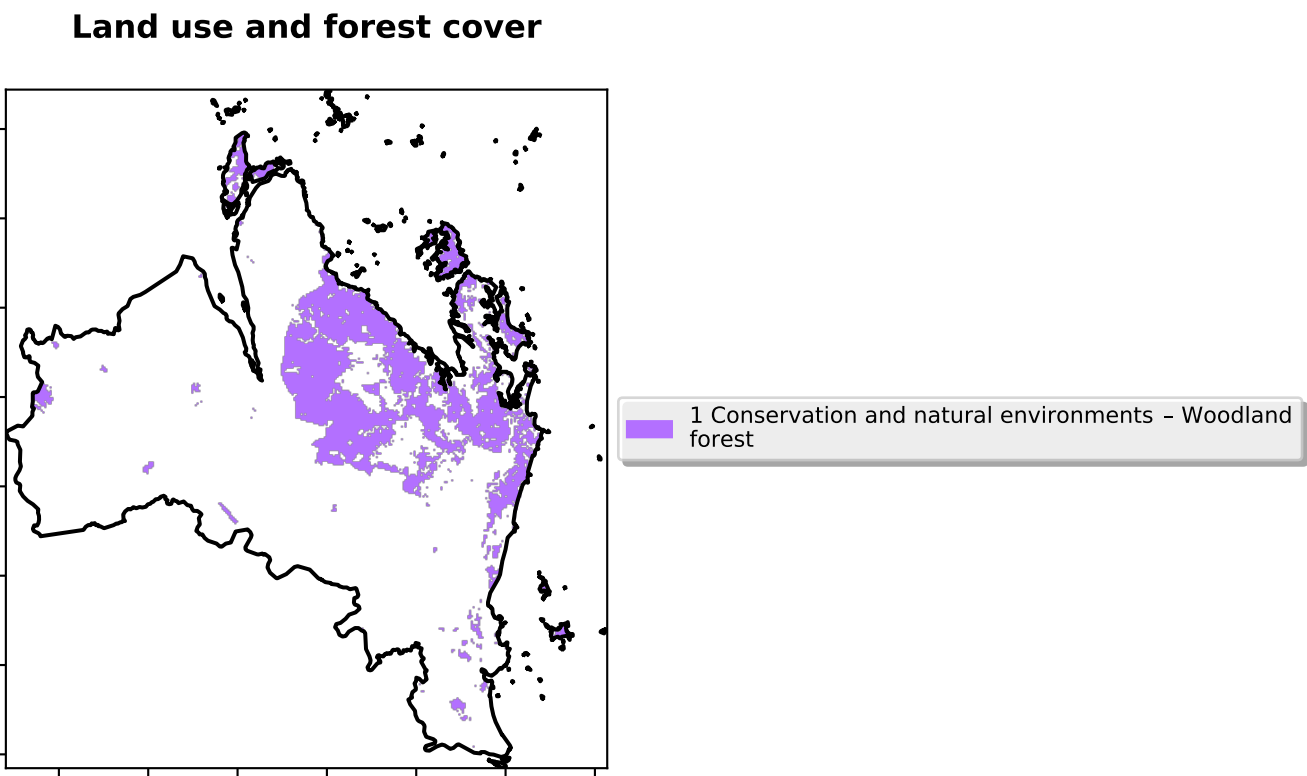 Land use and forest cover
1 Conservation and natural environments – Woodland
forest